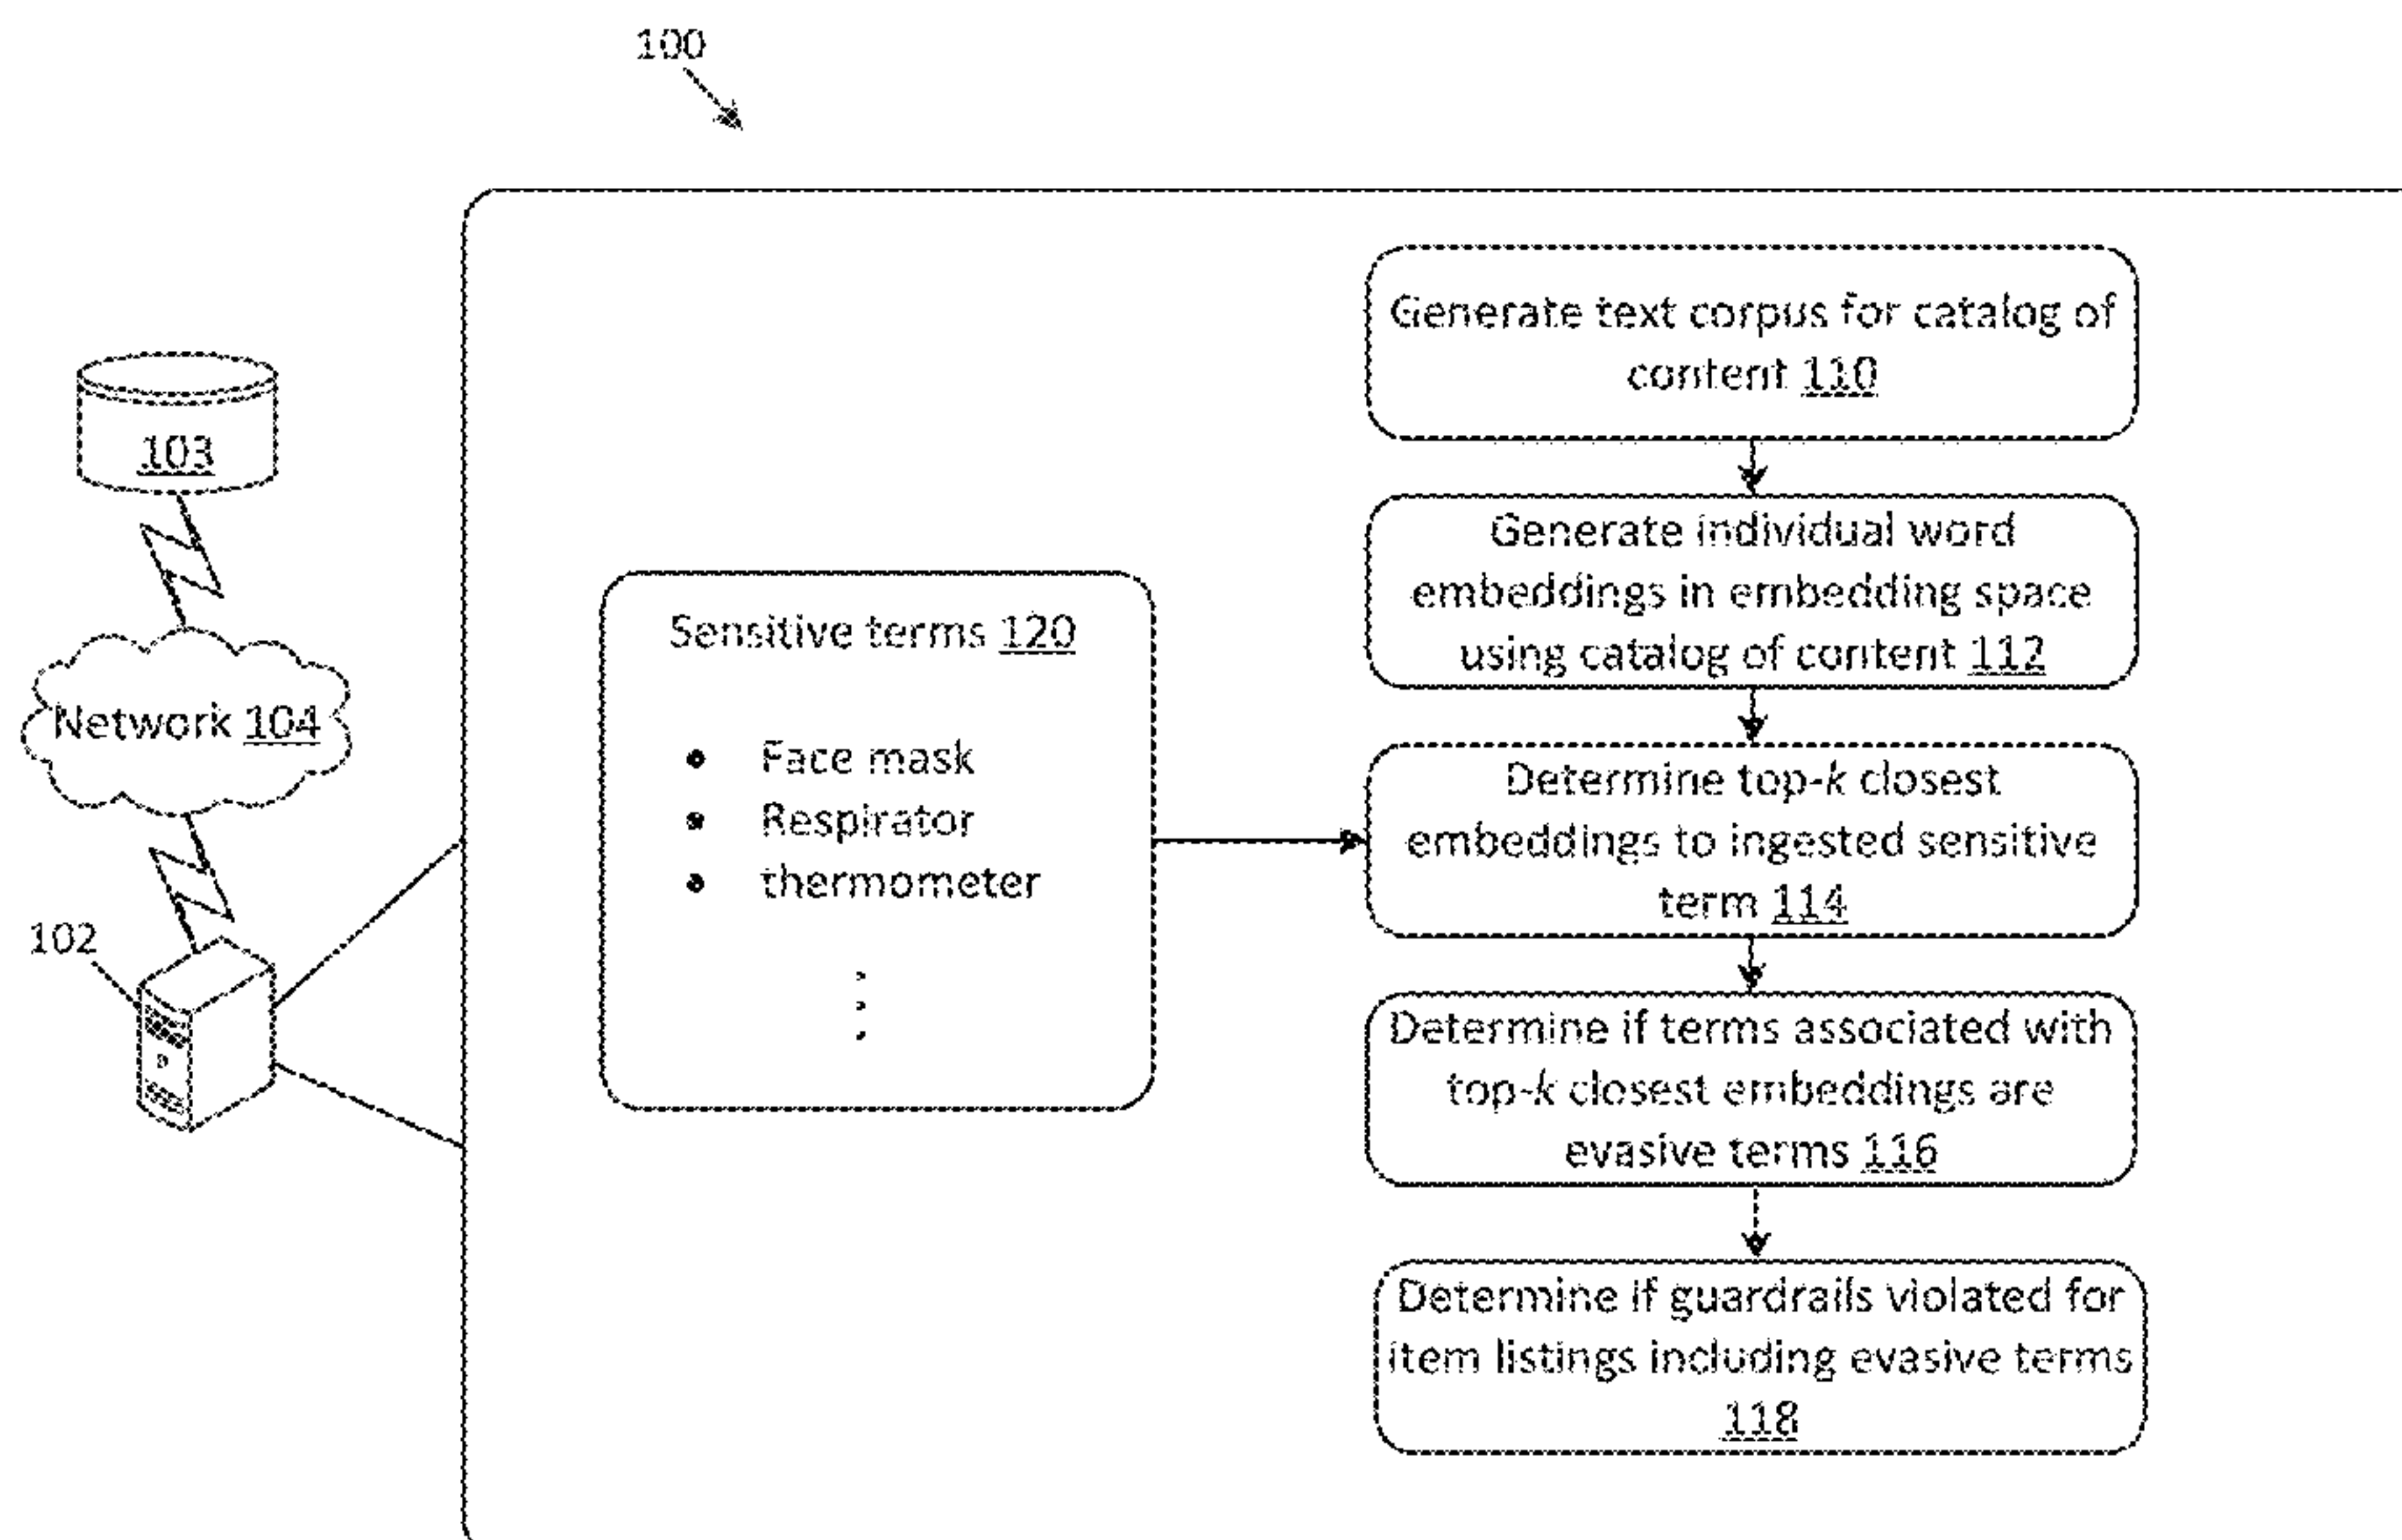 100
103
Network 104
102
Sensitive terms 120
Face mask
Respirator
thermometer
Generate text corpus for catalog of
content 110
Generate individual word
embeddings in embedding space
using catalog of content 112
Determine top-k closest
embeddings to ingested sensitive
term 114
Determine if terms associated with
top-k closest embeddings are
evasive terms 116
Determine if guardrails violated for
item listings including evasive terms
118